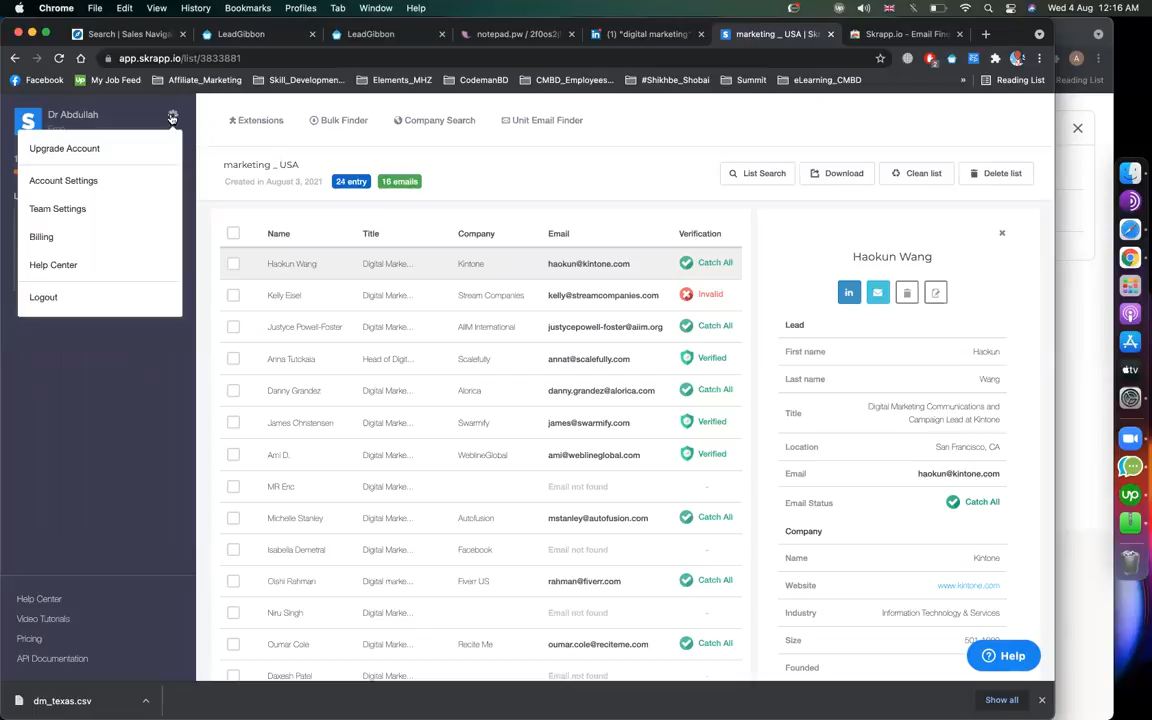 Chrome File Edit View History Bookmarks Profiles Tab Window Help Wed 4 Aug 12:16 AM
Search | Sales Navig LeadGibbon LeadGibbon notepad.pw / 2f0os2j (1) "digital marketing" marketing _ USA | Sk Skrapp.io - Email Fin
app.skrapp.io/list/3833881
Facebook My Job Feed Affiliate_Marketing Skill_Developmen... Elements_MHZ CodemanBD CMBD_Employees... #Shikhbe_Shobai Summit eLearning_CMBD » Reading List Reading List
Dr Abdullah
Upgrade Account
Account Settings
Team Settings
Billing
Help Center
Logout
Help Center
Video Tutorials
Pricing
API Documentation
Extensions Bulk Finder Company Search Unit Email Finder
marketing _ USA
Created in August 3, 2021 24 entry 16 emails
List Search Download Clean list Delete list
Name Title Company Email Verification
Haokun Wang Digital Marke... Kintone haokun@kintone.com Catch All
Kelly Essel Digital Marke... Stream Companies kelly@streamcompanies.com Invalid
Justyce Powell-Foster Digital Marke... AIIM International justycepowell-foster@aiim.org Catch All
Anna Tutckaia Head of Digit... Scalefully annat@scalefully.com Verified
Danny Grandez Digital Marke... Alorica danny.grandez@alorica.com Catch All
James Christensen Digital Marke... Swarmify james@swarmify.com Verified
Ami D. Digital Marke... WeblineGlobal ami@weblineglobal.com Verified
MR Enc Digital Marke... Email not found -
Michelle Stanley Digital Marke... Autofusion mstanley@autofusion.com Catch All
Isabella Demetral Digital Marke... Facebook Email not found -
Oishi Rahman Digital marke... Fiverr US rahman@fiverr.com Catch All
Niru Singh Digital Marke... Email not found -
Oumar Cole Digital Marke... Recite Me oumar.cole@reciteme.com Catch All
Daxesh Patel Digital Marke...
Haokun Wang
in
Lead
First name Haokun
Last name Wang
Title Digital Marketing Communications and
Campaign Lead at Kintone
Location San Francisco, CA
Email haokun@kintone.com
Email Status Catch All
Company
Name Kintone
Website www.kintone.com
Industry Information Technology & Services
Size
Founded
Help
dm_texas.csv
Show all